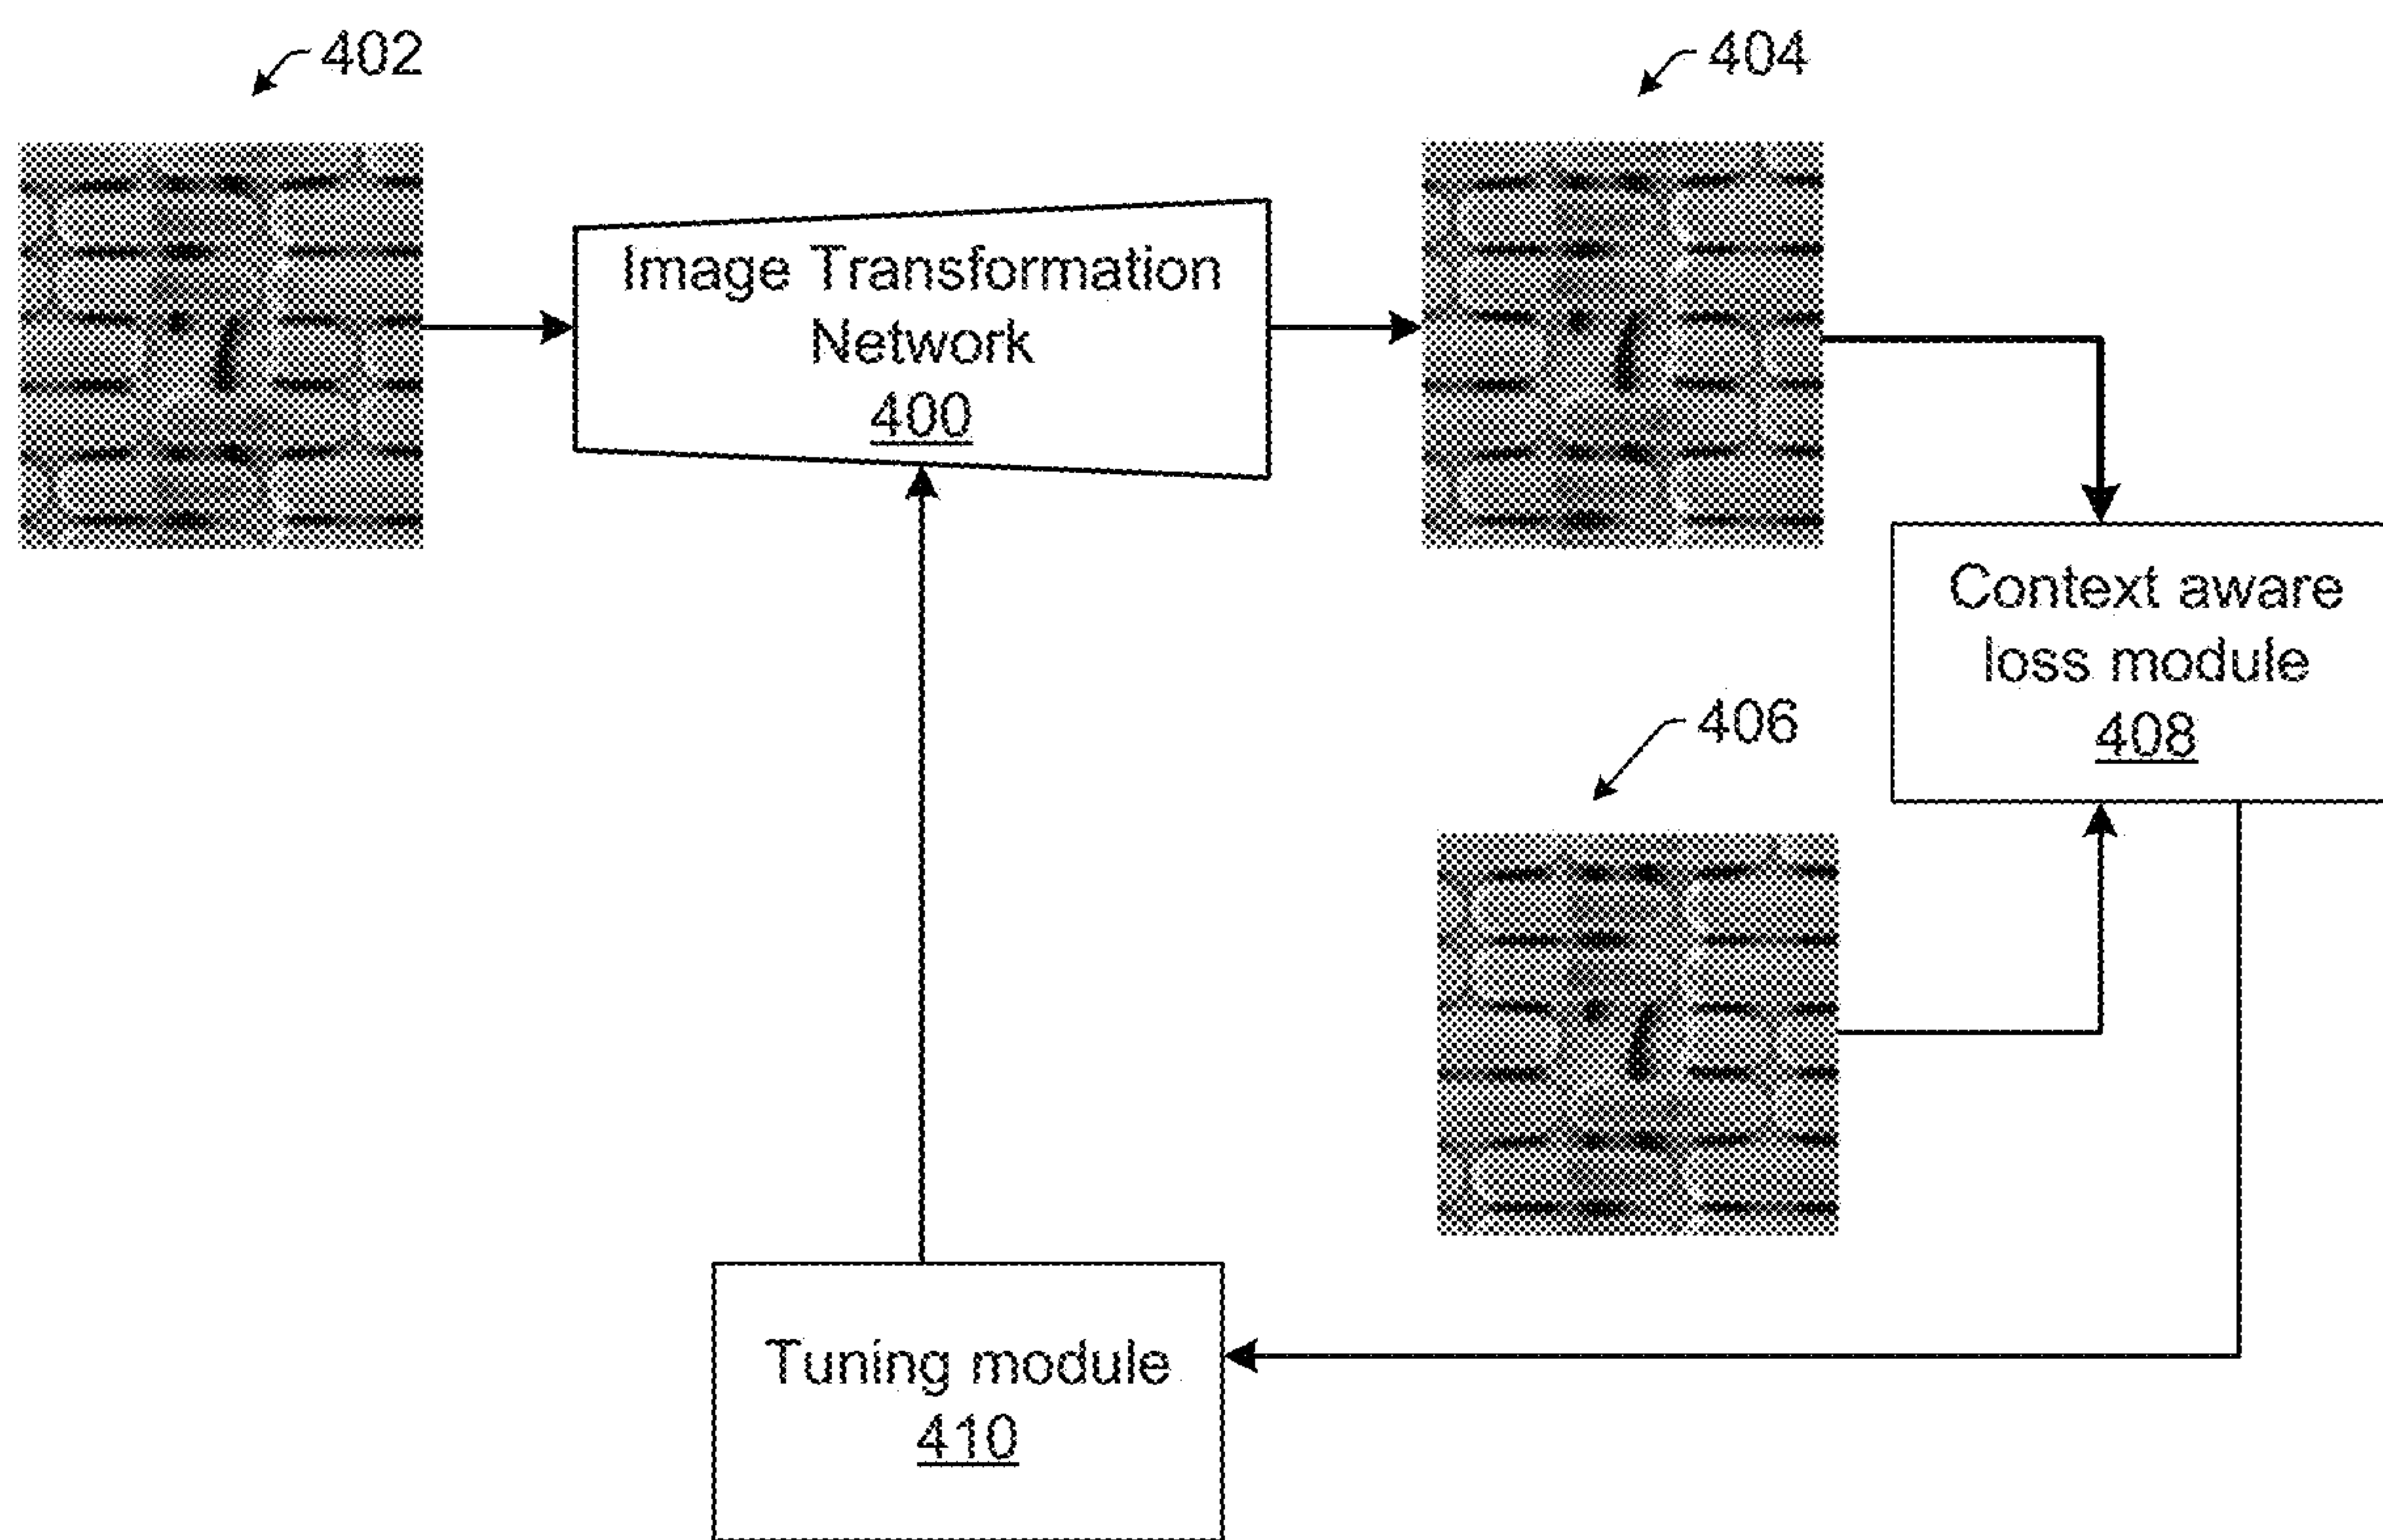 402
404
Image Transformation
Network
400
Context aware
loss module
408
406
Tuning module
410